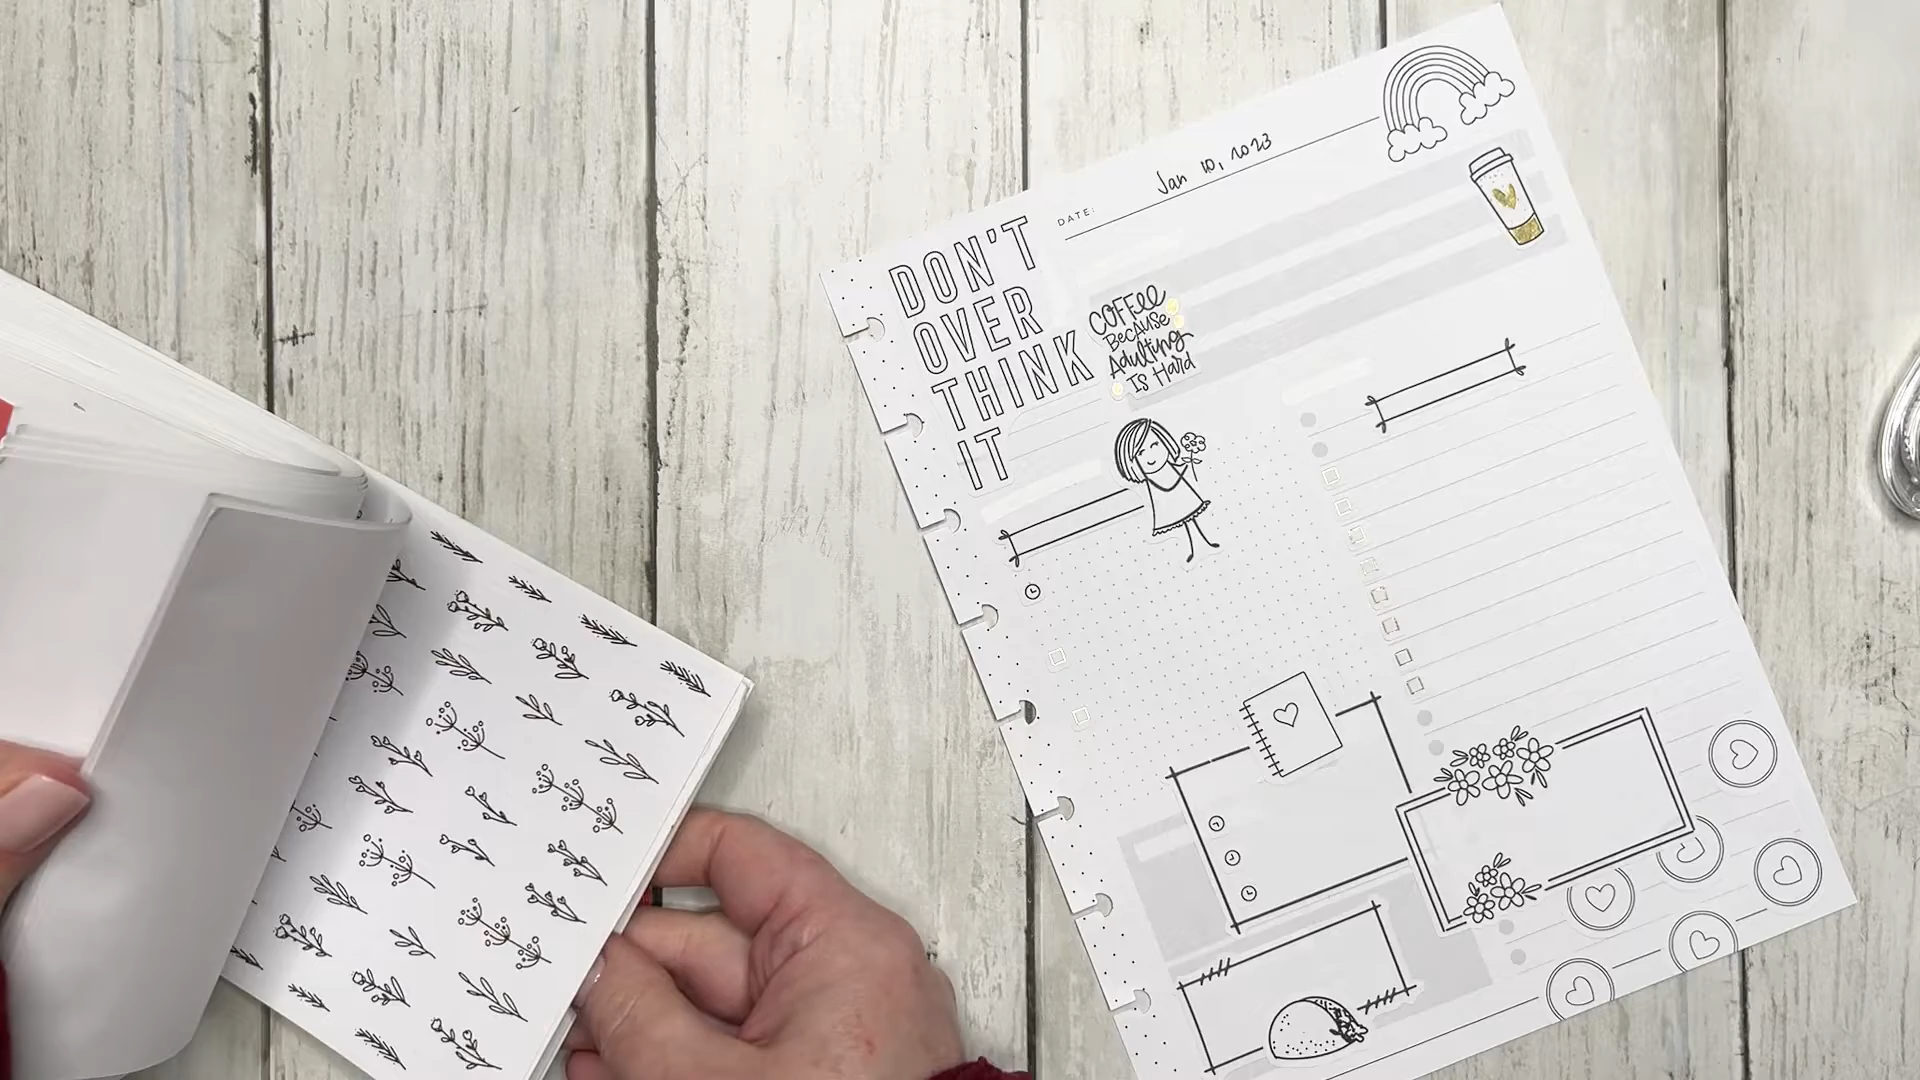 DATE: Jan 10, 2023
DON'T
OVER
THINK
IT
COFFEE
Because
Adulting
Is Hard